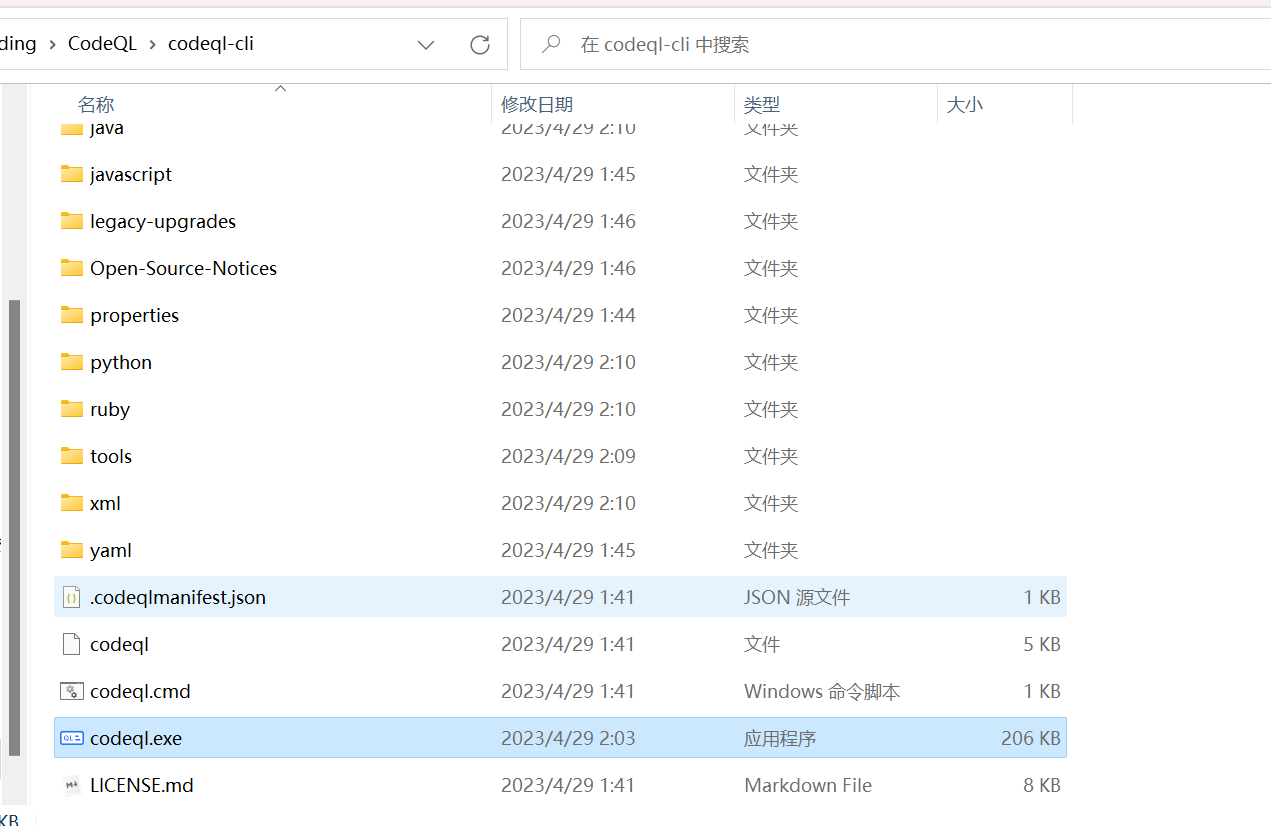 ding > CodeQL > codeql-cli
在 codeql-cli 中搜索
名称 修改日期 类型 大小
java 2023/4/29 2:10 文件夹
javascript 2023/4/29 1:45 文件夹
legacy-upgrades 2023/4/29 1:46 文件夹
Open-Source-Notices 2023/4/29 1:46 文件夹
properties 2023/4/29 1:44 文件夹
python 2023/4/29 2:10 文件夹
ruby 2023/4/29 2:10 文件夹
tools 2023/4/29 2:09 文件夹
xml 2023/4/29 2:10 文件夹
yaml 2023/4/29 1:45 文件夹
.codeqlmanifest.json 2023/4/29 1:41 JSON 源文件 1 KB
codeql 2023/4/29 1:41 文件 5 KB
codeql.cmd 2023/4/29 1:41 Windows 命令脚本 1 KB
codeql.exe 2023/4/29 2:03 应用程序 206 KB
LICENSE.md 2023/4/29 1:41 Markdown File 8 KB
KB